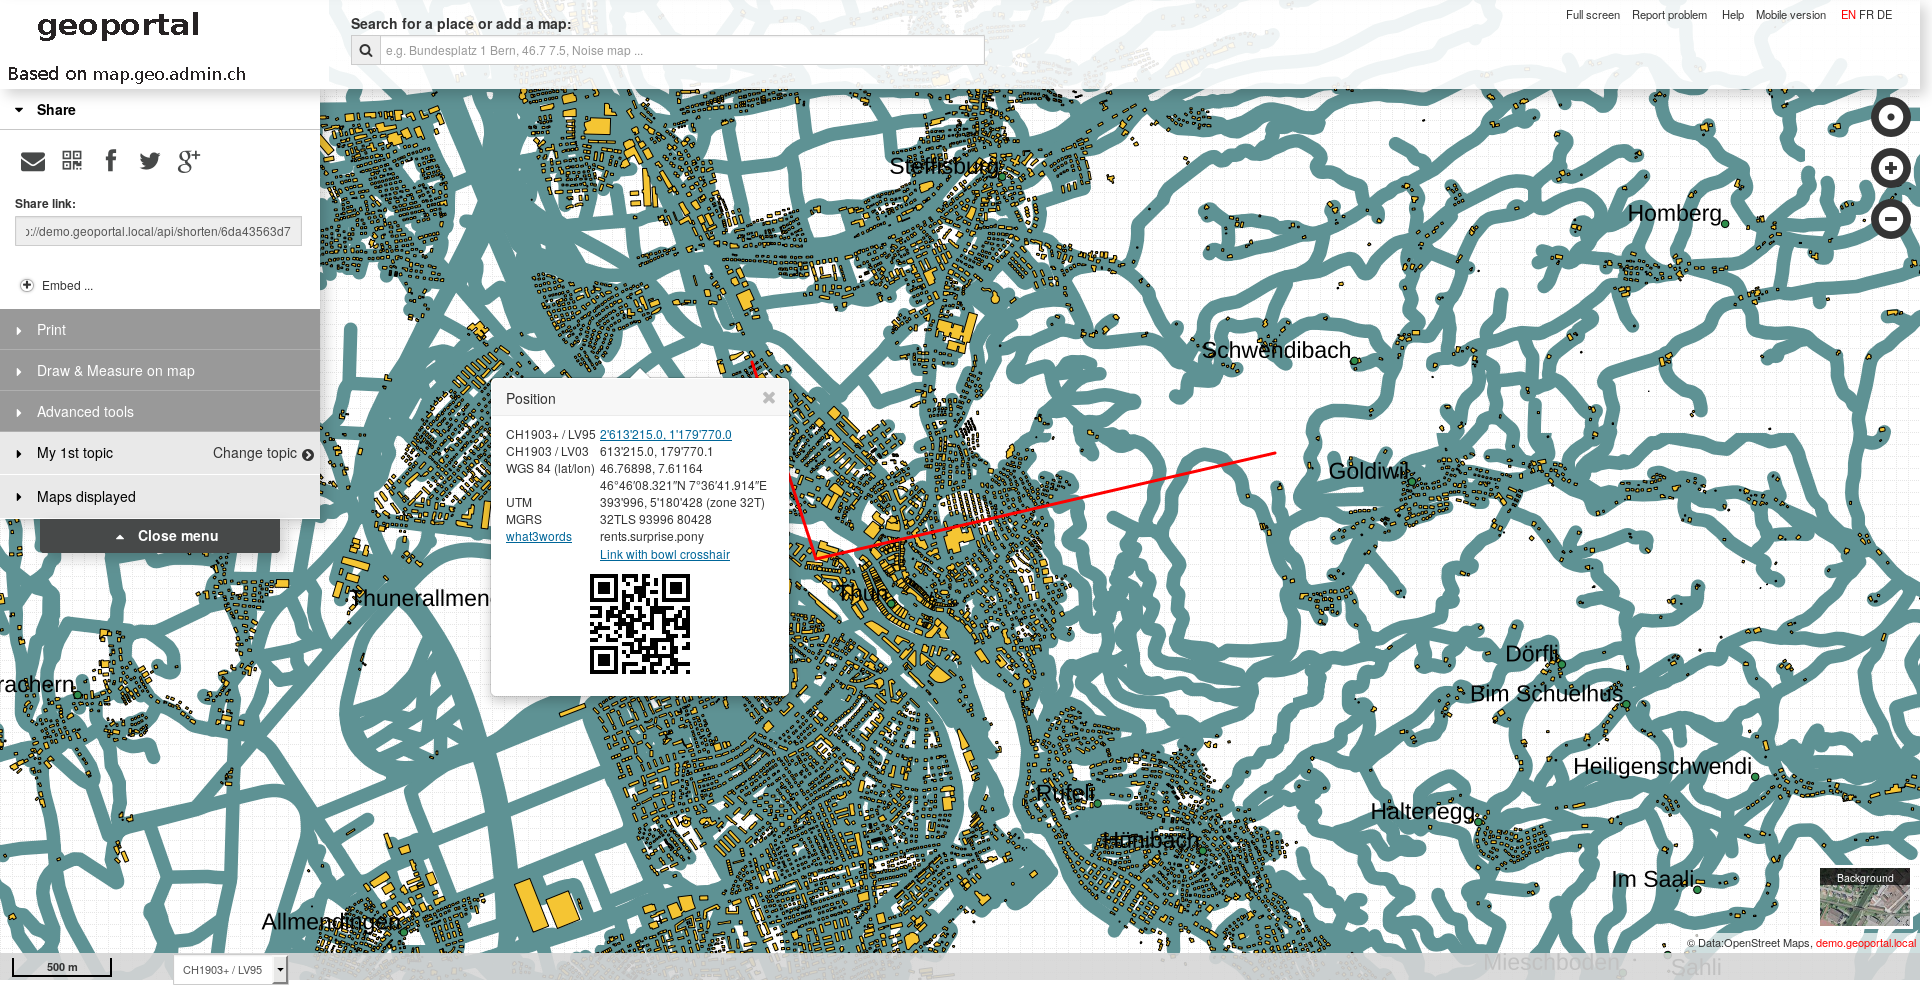 geoportal
Based on map.geo.admin.ch
Search for a place or add a map:
e.g. Bundesplatz 1 Bern, 46.7 7.5, Noise map ...
Full screen Report problem Help Mobile version EN FR DE
Share
Share link:
://demo.geoportal.local/api/shorten/6da43563d7
Embed ...
Print
Draw & Measure on map
Advanced tools
My 1st topic Change topic
Maps displayed
Close menu
Position
CH1903+ / LV95 2'613'215.0, 1'179'770.0
CH1903 / LV03 613'215.0, 179'770.1
WGS 84 (lat/lon) 46.76898, 7.61164
46°46'08.321"N 7°36'41.914"E
UTM 393'996, 5'180'428 (zone 32T)
MGRS 32TLS 93996 80428
what3words rents.surprise.pony
Link with bowl crosshair
Steffisburg
Homberg
Schwendibach
Goldiwil
Thun
Thunerallmen
rachern
Dörfli
Bim Schuelhus
Heiligenschwendi
Rufeli
Haltenegg
Hünibach
Im Saali
Allmendingen
Mieschboden
Sahli
Background
© Data:OpenStreet Maps, demo.geoportal.local
500 m
CH1903+ / LV95